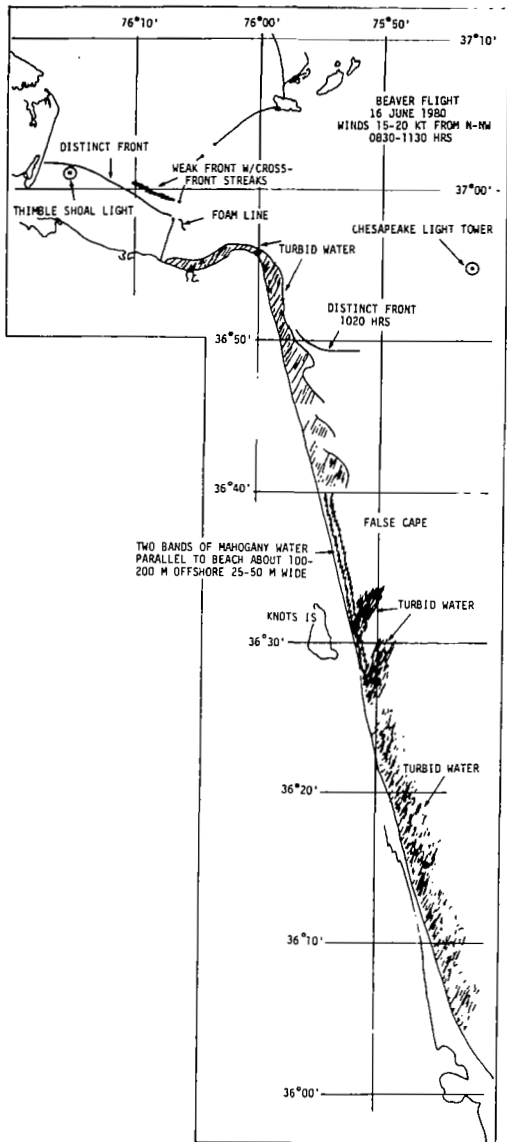 76°10'
76°00'
75°50'
37°10'
BEAVER FLIGHT
16 JUNE 1980
WINDS 15-20 KT FROM N-NW
0830-1130 HRS
DISTINCT FRONT
WEAK FRONT W/CROSS-
FRONT STREAKS
37°00'
THIMBLE SHOAL LIGHT
FOAM LINE
CHESAPEAKE LIGHT TOWER
TURBID WATER
DISTINCT FRONT
1020 HRS
36°50'
36°40'
FALSE CAPE
TWO BANDS OF MAHOGANY WATER
PARALLEL TO BEACH ABOUT 100-
200 M OFFSHORE 25-50 M WIDE
KNOTS IS
TURBID WATER
36°30'
TURBID WATER
36°20'
36°10'
36°00'